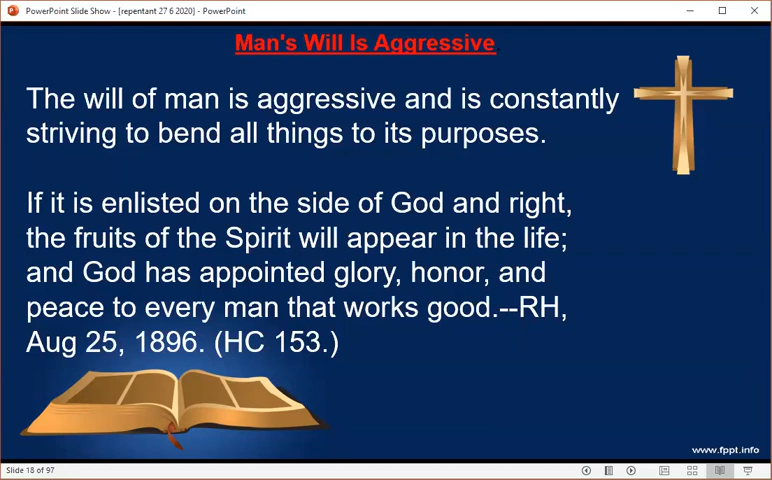 PowerPoint Slide Show - [repentant 27 6 2020] - PowerPoint
Man's Will Is Aggressive.
The will of man is aggressive and is constantly
striving to bend all things to its purposes.
If it is enlisted on the side of God and right,
the fruits of the Spirit will appear in the life;
and God has appointed glory, honor, and
peace to every man that works good.--RH,
Aug 25, 1896. (HC 153.)
www.fppt.info
Slide 18 of 97